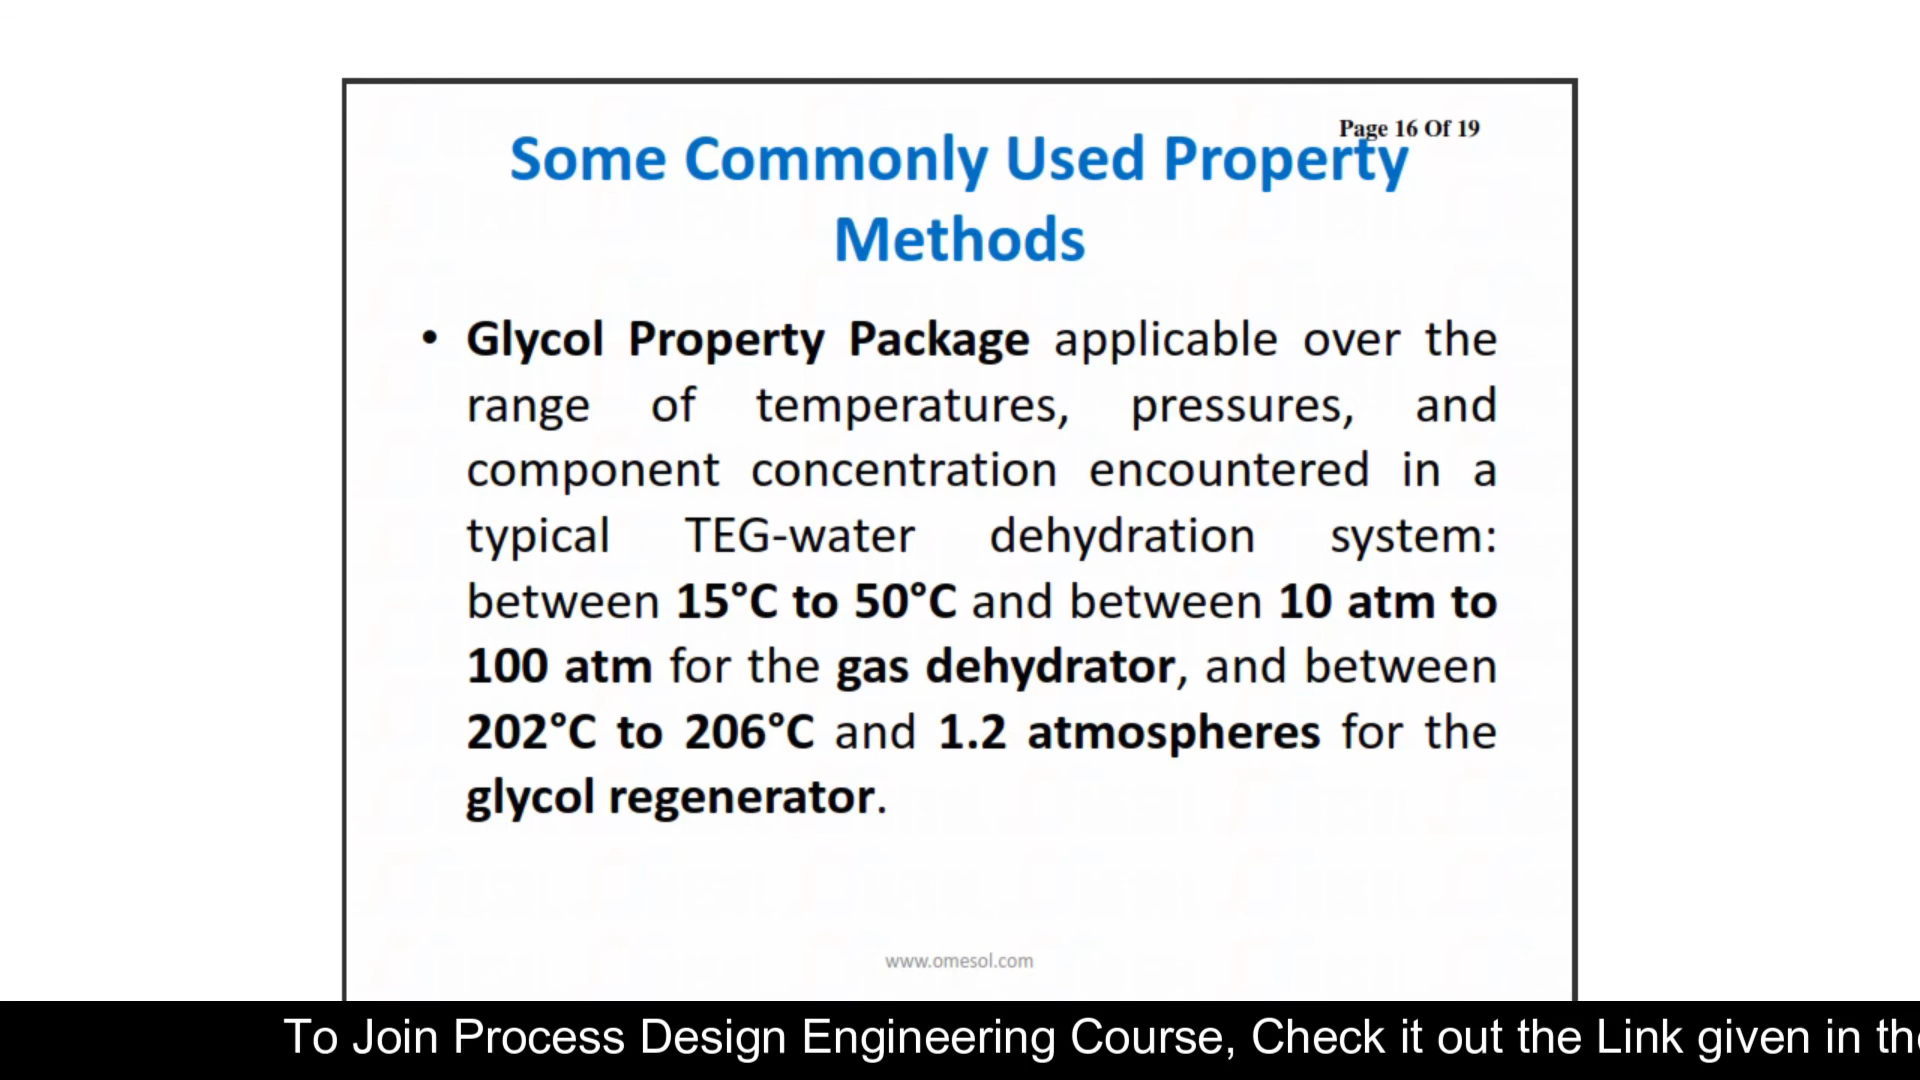 Page 16 Of 19
Some Commonly Used Property
Methods
• Glycol Property Package applicable over the
range of temperatures, pressures, and
component concentration encountered in a
typical TEG-water dehydration system:
between 15°C to 50°C and between 10 atm to
100 atm for the gas dehydrator, and between
202°C to 206°C and 1.2 atmospheres for the
glycol regenerator.
www.omesol.com
To Join Process Design Engineering Course, Check it out the Link given in th